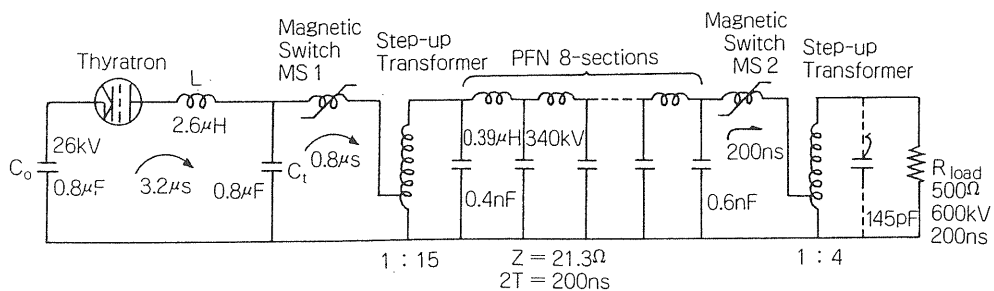 Thyratron
L
2.6μH
26kV
C₀
0.8μF
3.2μs
0.8μF
Cₜ
Magnetic
Switch
MS 1
0.8μs
Step-up
Transformer
1 : 15
PFN 8-sections
0.39μH
340kV
0.4nF
0.6nF
Z = 21.3Ω
2T = 200ns
Magnetic
Switch
MS 2
200ns
Step-up
Transformer
1 : 4
145pF
R load
500Ω
600kV
200ns